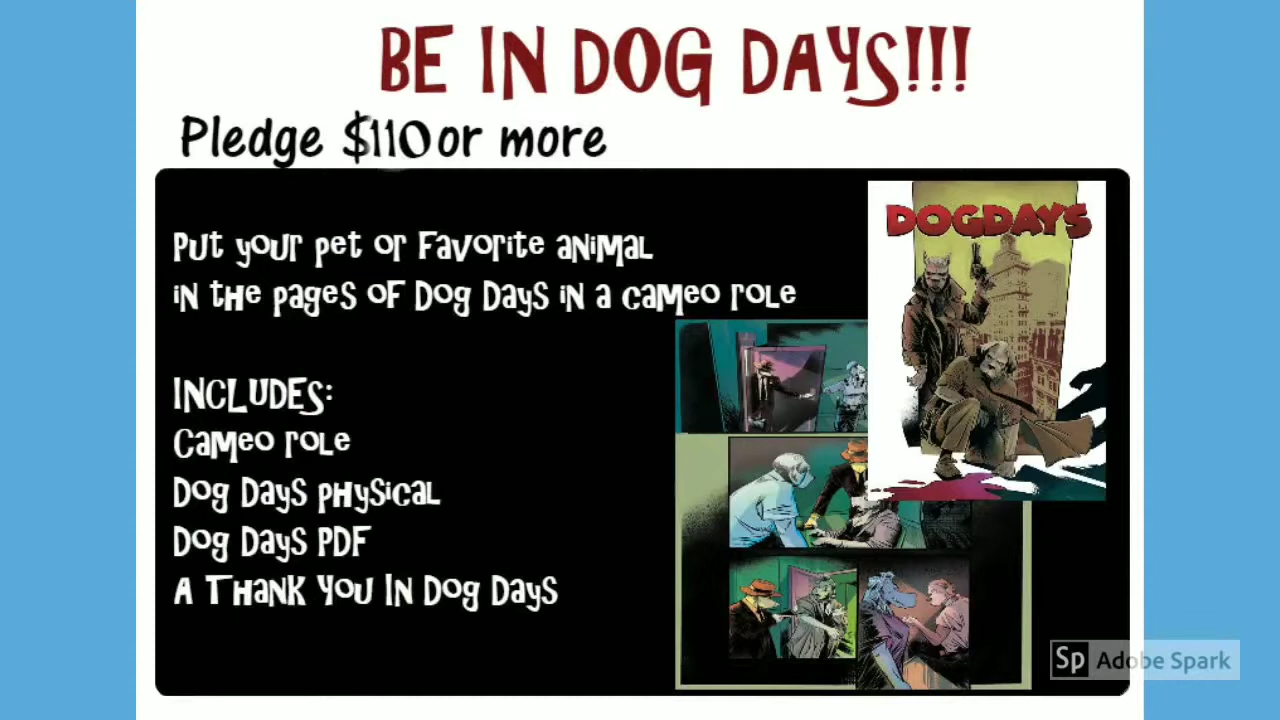 BE IN DOG DAYS!!!
Pledge $110 or more
Put your pet or favorite animal
in the pages of Dog Days in a cameo role
DOGDAYS
INCLUDES:
Cameo role
Dog Days physical
Dog Days PDF
A Thank You In Dog Days
Sp Adobe Spark